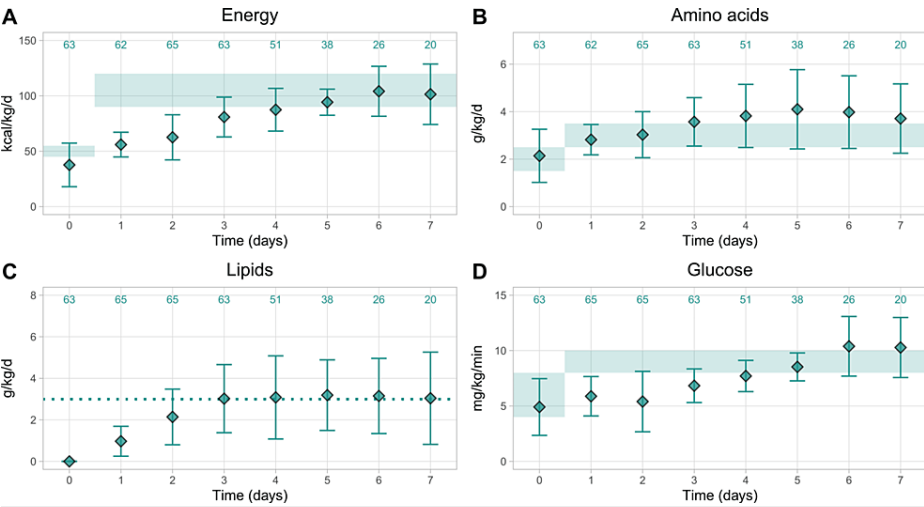 A Energy
kcal/kg/d
150
100
50
0
63 62 65 63 51 38 26 20
0 1 2 3 4 5 6 7
Time (days)
B Amino acids
g/kg/d
6
4
2
0
63 62 65 63 51 38 26 20
0 1 2 3 4 5 6 7
Time (days)
C Lipids
g/kg/d
8
6
4
2
0
63 65 65 63 51 38 26 20
0 1 2 3 4 5 6 7
Time (days)
D Glucose
mg/kg/min
15
10
5
0
63 65 65 63 51 38 26 20
0 1 2 3 4 5 6 7
Time (days)